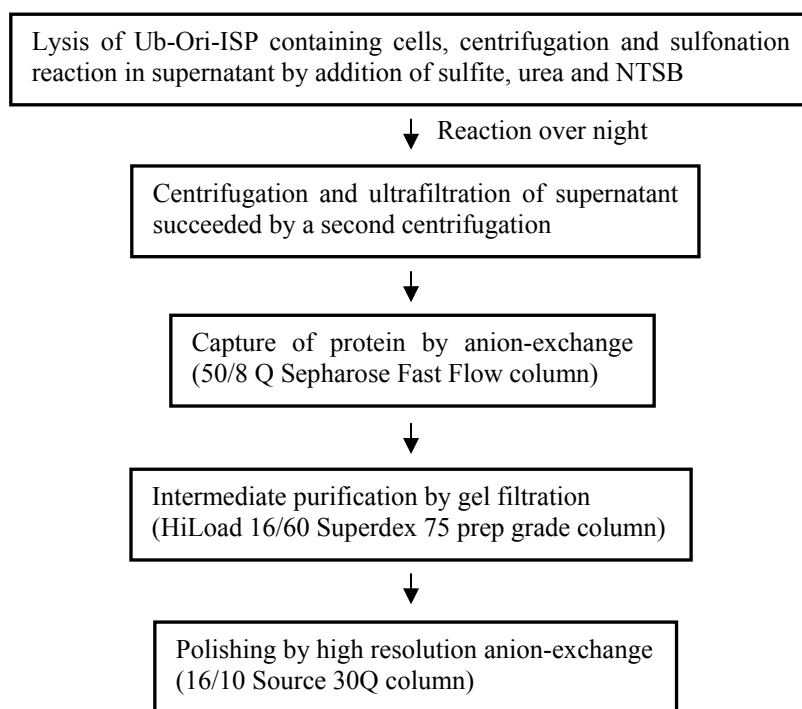 Lysis of Ub-Ori-ISP containing cells, centrifugation and sulfonation
reaction in supernatant by addition of sulfite, urea and NTSB
Reaction over night
Centrifugation and ultrafiltration of supernatant
succeeded by a second centrifugation
Capture of protein by anion-exchange
(50/8 Q Sepharose Fast Flow column)
Intermediate purification by gel filtration
(HiLoad 16/60 Superdex 75 prep grade column)
Polishing by high resolution anion-exchange
(16/10 Source 30Q column)